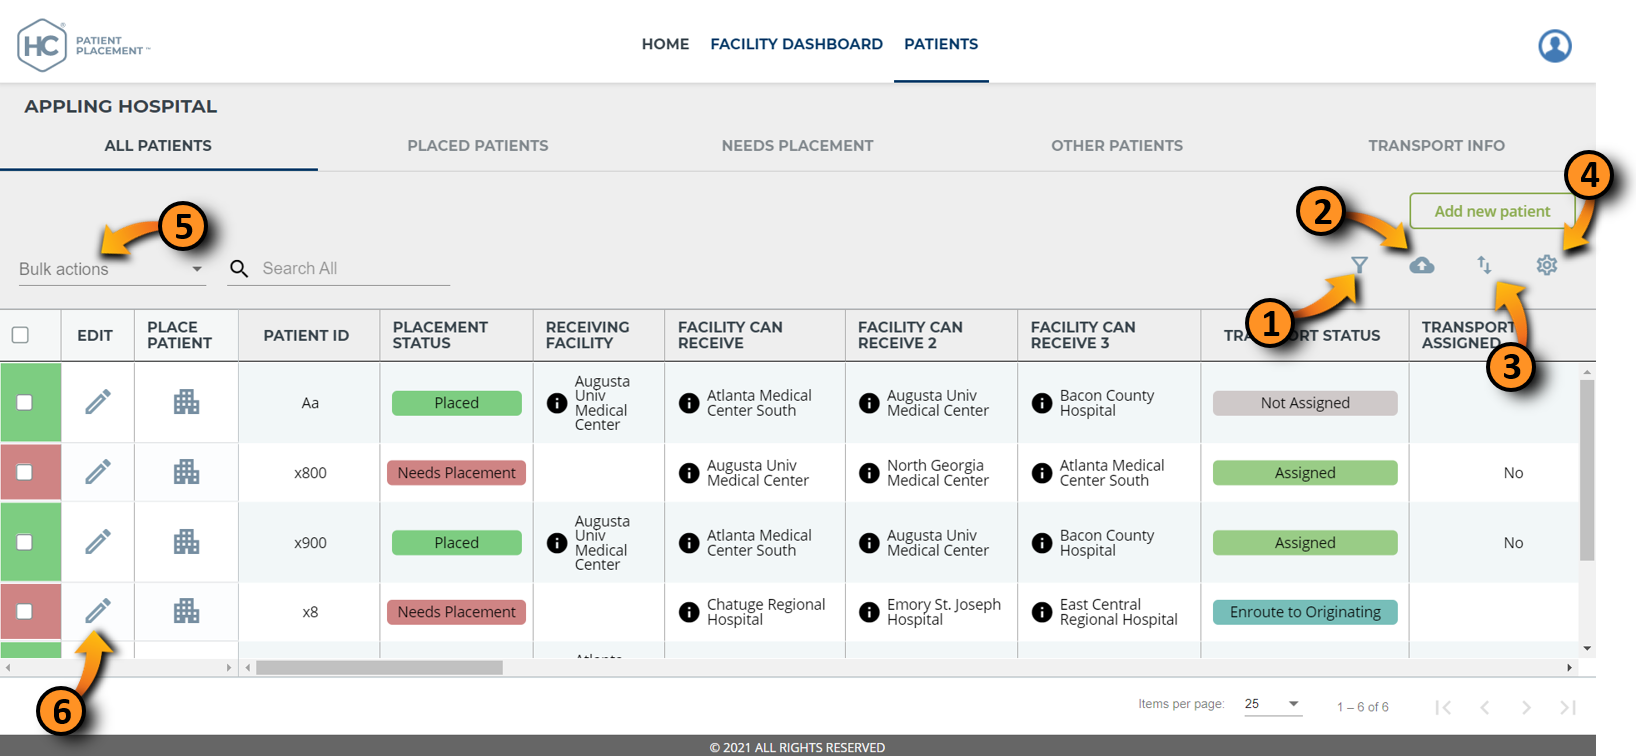 HC®
PATIENT
PLACEMENT™
HOME FACILITY DASHBOARD PATIENTS
APPLING HOSPITAL
ALL PATIENTS PLACED PATIENTS NEEDS PLACEMENT OTHER PATIENTS TRANSPORT INFO
4
2
Add new patient
5
Bulk actions
Search All
1
3
EDIT
PLACE
PATIENT
PATIENT ID
PLACEMENT
STATUS
RECEIVING
FACILITY
FACILITY CAN
RECEIVE
FACILITY CAN
RECEIVE 2
FACILITY CAN
RECEIVE 3
STATUS
TRANSPORT
ASSIGNED
Aa
Placed
Augusta
Univ
Medical
Center
Atlanta Medical
Center South
Augusta Univ
Medical Center
Bacon County
Hospital
Not Assigned
x800
Needs Placement
Augusta Univ
Medical Center
North Georgia
Medical Center
Atlanta Medical
Center South
Assigned
No
x900
Placed
Augusta
Univ
Medical
Center
Atlanta Medical
Center South
Augusta Univ
Medical Center
Bacon County
Hospital
Assigned
No
x8
Needs Placement
Chatuge Regional
Hospital
Emory St. Joseph
Hospital
East Central
Regional Hospital
Enroute to Originating
6
Items per page: 25 1 – 6 of 6
© 2021 ALL RIGHTS RESERVED